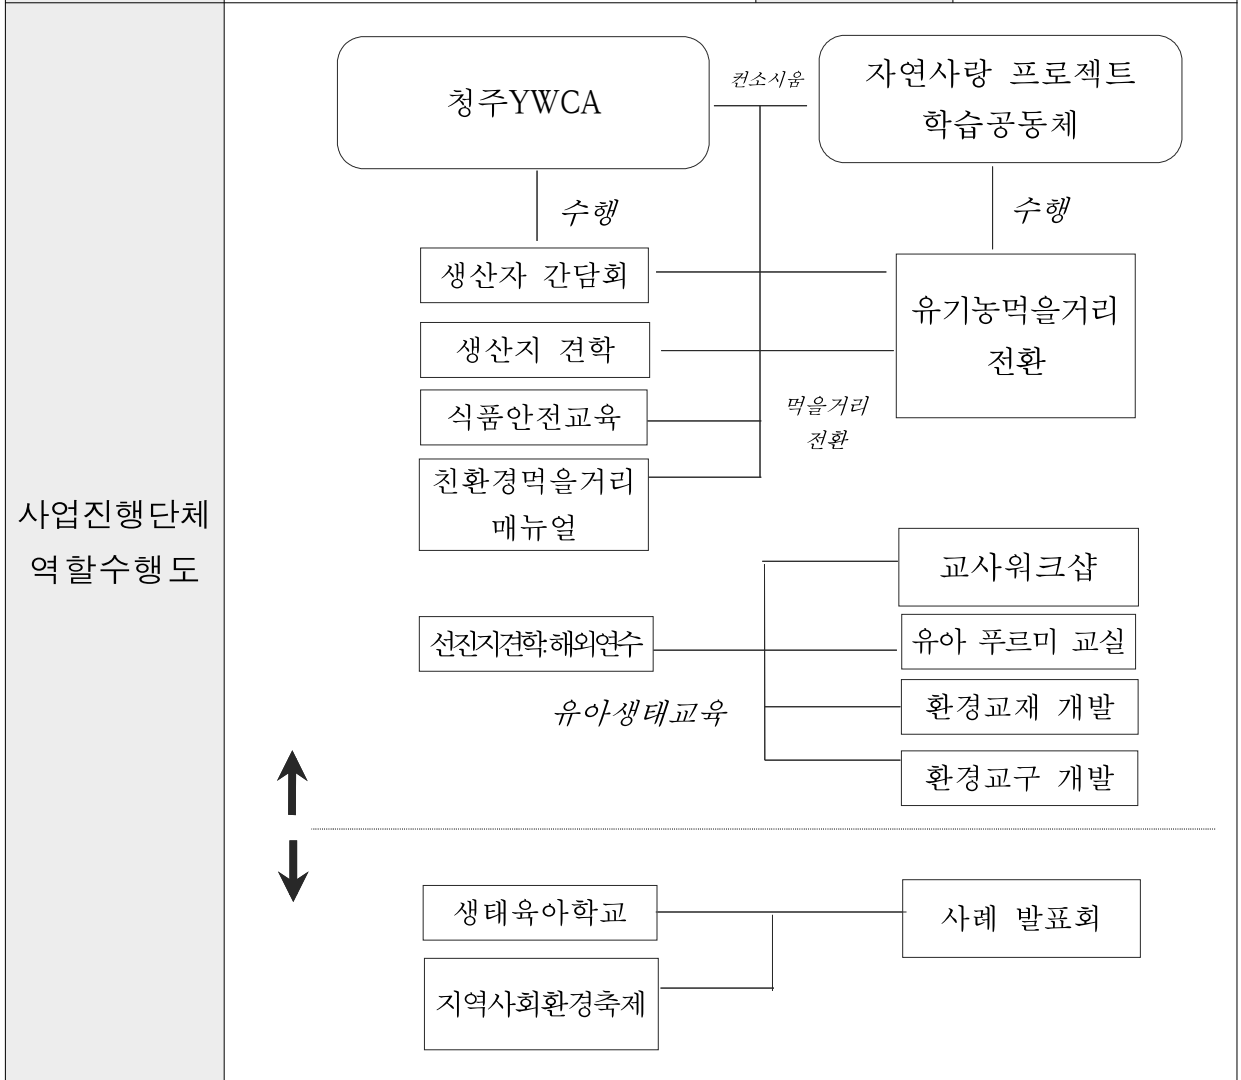 사업진행단체
역할수행도
청주YWCA
컨소시움
자연사랑 프로젝트
학습공동체
수행
수행
생산자 간담회
유기농먹을거리
전환
생산지 견학
식품안전교육
먹을거리
전환
친환경먹을거리
매뉴얼
교사워크샵
선진지견학:해외연수
유아 푸르미 교실
유아생태교육
환경교재 개발
환경교구 개발
생태육아학교
사례 발표회
지역사회환경축제